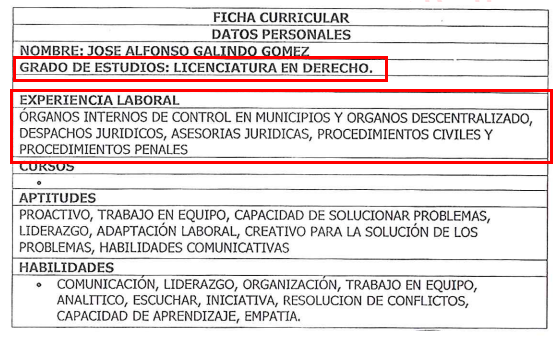 FICHA CURRICULAR
DATOS PERSONALES
NOMBRE: JOSE ALFONSO GALINDO GOMEZ
GRADO DE ESTUDIOS: LICENCIATURA EN DERECHO.
EXPERIENCIA LABORAL
ÓRGANOS INTERNOS DE CONTROL EN MUNICIPIOS Y ORGANOS DESCENTRALIZADO,
DESPACHOS JURIDICOS, ASESORIAS JURIDICAS, PROCEDIMIENTOS CIVILES Y
PROCEDIMIENTOS PENALES
CURSOS
•
APTITUDES
PROACTIVO, TRABAJO EN EQUIPO, CAPACIDAD DE SOLUCIONAR PROBLEMAS,
LIDERAZGO, ADAPTACIÓN LABORAL, CREATIVO PARA LA SOLUCIÓN DE LOS
PROBLEMAS, HABILIDADES COMUNICATIVAS
HABILIDADES
• COMUNICACIÓN, LIDERAZGO, ORGANIZACIÓN, TRABAJO EN EQUIPO,
ANALITICO, ESCUCHAR, INICIATIVA, RESOLUCION DE CONFLICTOS,
CAPACIDAD DE APRENDIZAJE, EMPATIA.